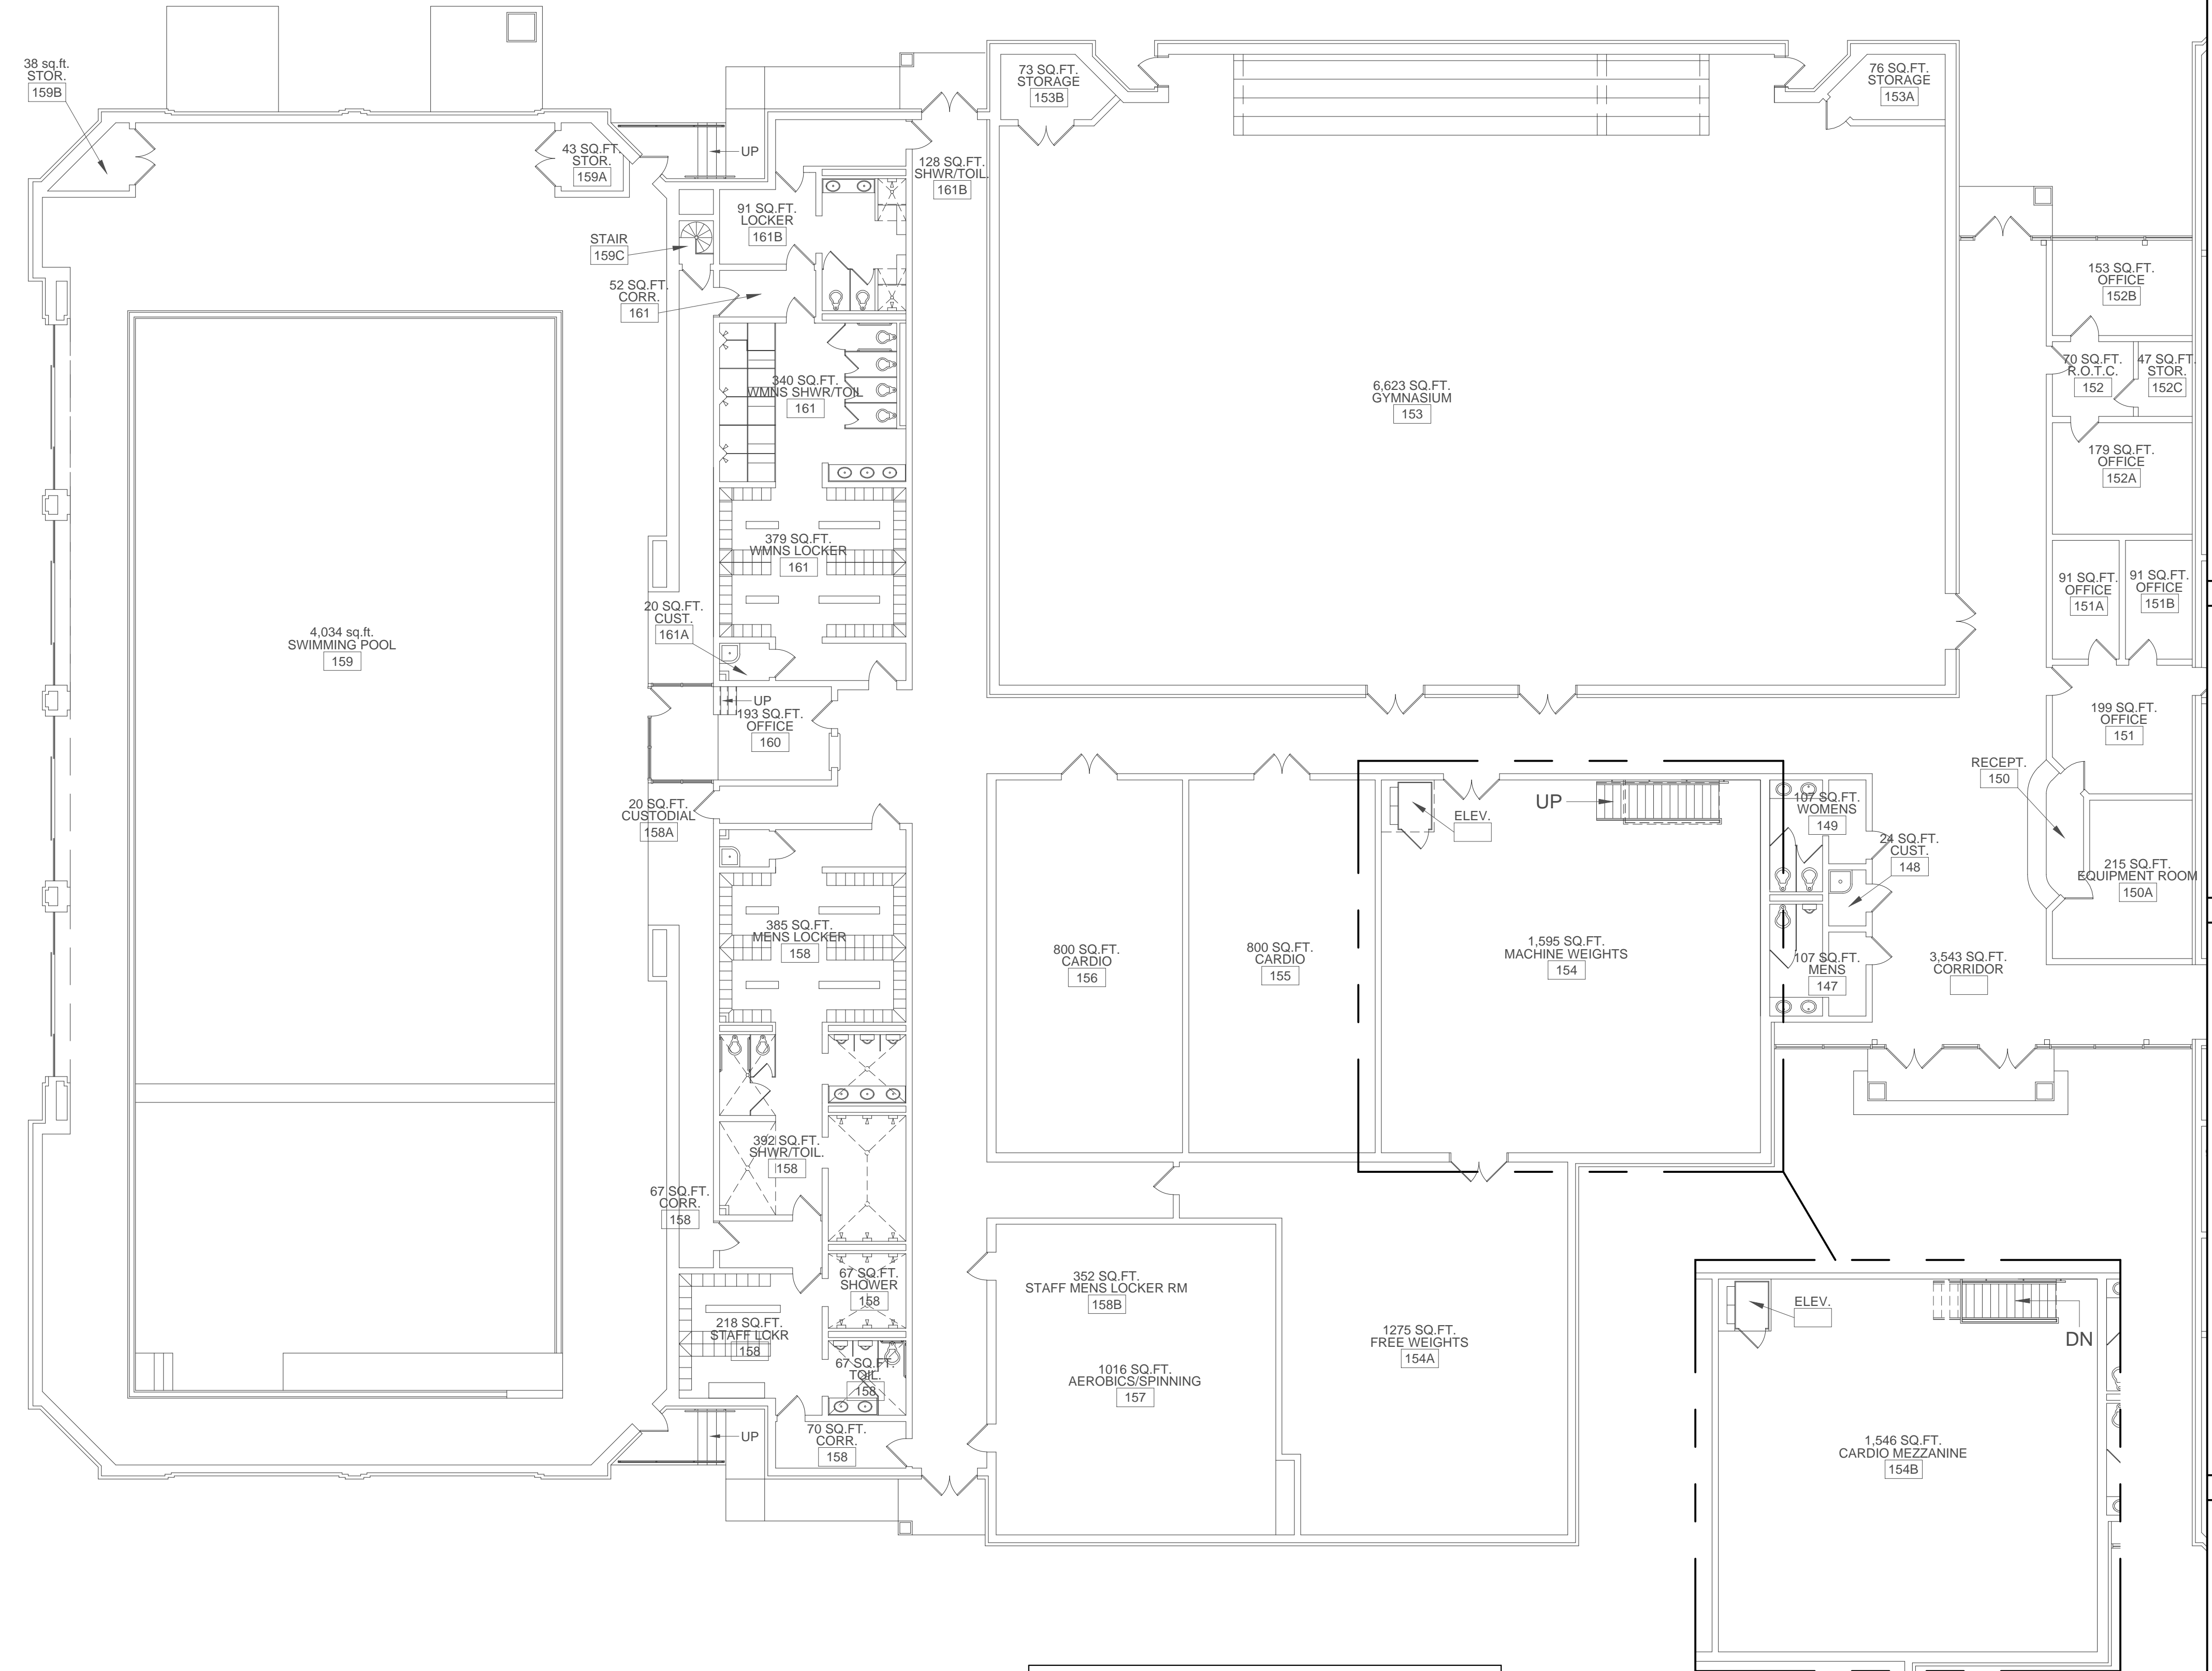 38 sq.ft.
STOR.
159B
43 SQ.FT.
STOR.
159A
UP
128 SQ.FT.
SHWR/TOIL.
161B
91 SQ.FT.
LOCKER
161B
STAIR
159C
52 SQ.FT.
CORR.
161
340 SQ.FT.
WMNS SHWR/TOIL
161
379 SQ.FT.
WMNS LOCKER
161
20 SQ.FT.
CUST.
161A
4,034 sq.ft.
SWIMMING POOL
159
UP
193 SQ.FT.
OFFICE
160
20 SQ.FT.
CUSTODIAL
158A
385 SQ.FT.
MENS LOCKER
158
392 SQ.FT.
SHWR/TOIL.
158
67 SQ.FT.
CORR.
158
67 SQ.FT.
SHOWER
158
218 SQ.FT.
STAFF LCKR
158
67 SQ.FT.
TOIL.
158
70 SQ.FT.
CORR.
158
UP
73 SQ.FT.
STORAGE
153B
76 SQ.FT.
STORAGE
153A
6,623 SQ.FT.
GYMNASIUM
153
153 SQ.FT.
OFFICE
152B
70 SQ.FT.
R.O.T.C.
152
47 SQ.FT.
STOR.
152C
179 SQ.FT.
OFFICE
152A
91 SQ.FT.
OFFICE
151A
91 SQ.FT.
OFFICE
151B
199 SQ.FT.
OFFICE
151
RECEPT.
150
215 SQ.FT.
EQUIPMENT ROOM
150A
800 SQ.FT.
CARDIO
156
800 SQ.FT.
CARDIO
155
ELEV.
UP
1,595 SQ.FT.
MACHINE WEIGHTS
154
107 SQ.FT.
WOMENS
149
24 SQ.FT.
CUST.
148
107 SQ.FT.
MENS
147
3,543 SQ.FT.
CORRIDOR
352 SQ.FT.
STAFF MENS LOCKER RM
158B
1016 SQ.FT.
AEROBICS/SPINNING
157
1275 SQ.FT.
FREE WEIGHTS
154A
ELEV.
DN
1,546 SQ.FT.
CARDIO MEZZANINE
154B